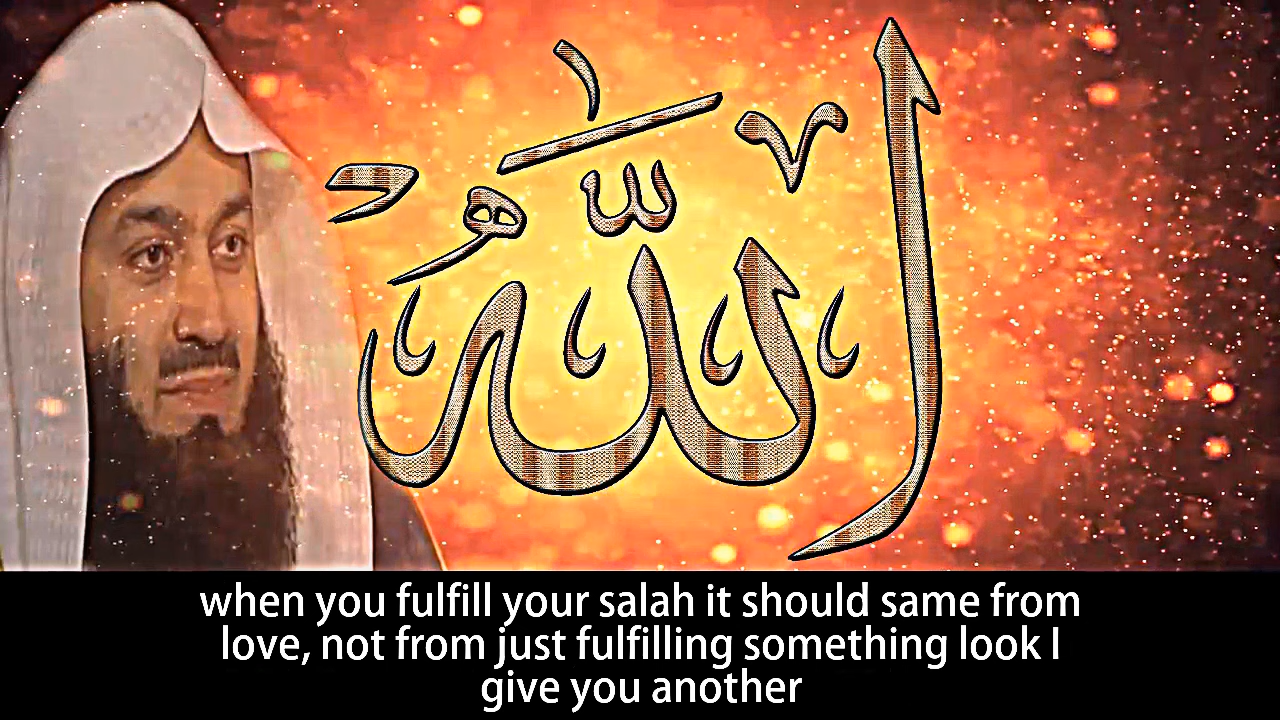 الله
when you fulfill your salah it should same from
love, not from just fulfilling something look I
give you another